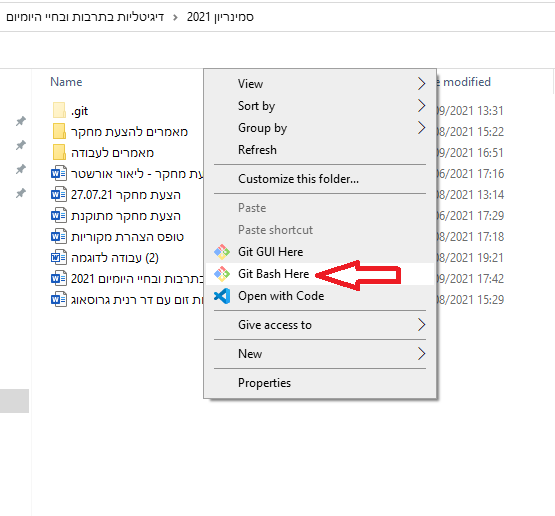 סמינריון 2021 > דיגיטליות בתרבות ובחיי היומיום
Name
e modified
.git
09/2021 13:31
מאמרים להצעת מחקר
08/2021 15:22
מאמרים לעבודה
09/2021 16:51
הצעת מחקר - ליאור אורשטר
06/2021 17:16
הצעת מחקר 27.07.21
08/2021 13:14
הצעת מחקר מתוקנת
06/2021 17:29
טופס הצהרת מקוריות
08/2021 17:18
עבודה לדוגמה (2)
08/2021 19:21
בתרבות ובחיי היומיום 2021
09/2021 17:42
ות זום עם דר רנית גרוסאוג
08/2021 15:29
View
Sort by
Group by
Refresh
Customize this folder...
Paste
Paste shortcut
Git GUI Here
Git Bash Here
Open with Code
Give access to
New
Properties